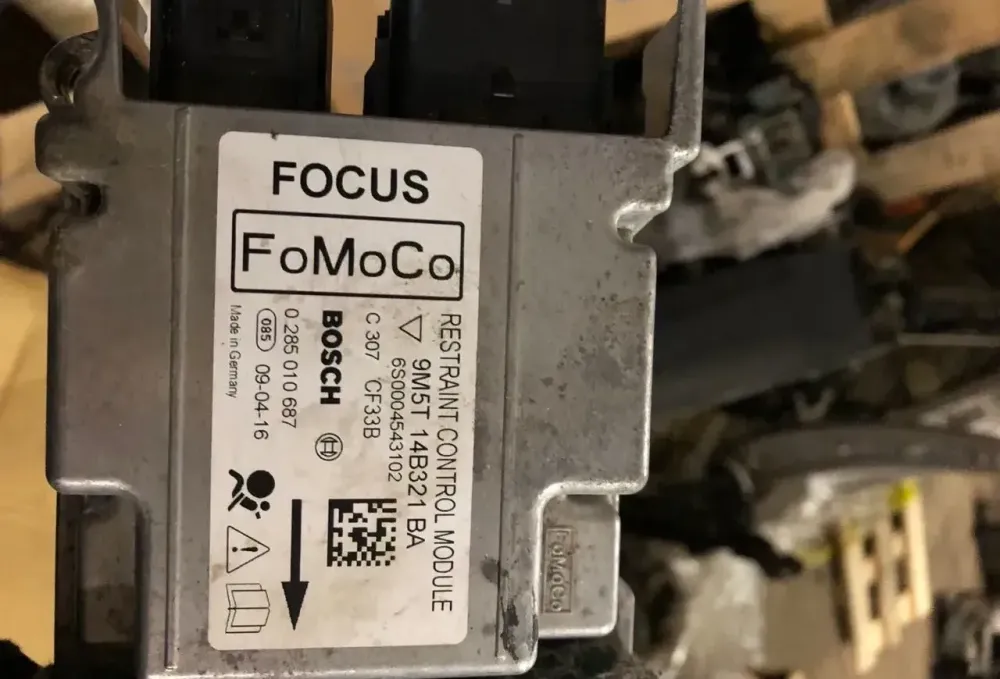 FOCUS
FoMoCo
RESTRAINT CONTROL MODULE
9M5T 14B321 BA
6S0004543102
C 307 CF33B
BOSCH
0 285 010 687
085 09-04-16
Made in Germany
FoMoCo